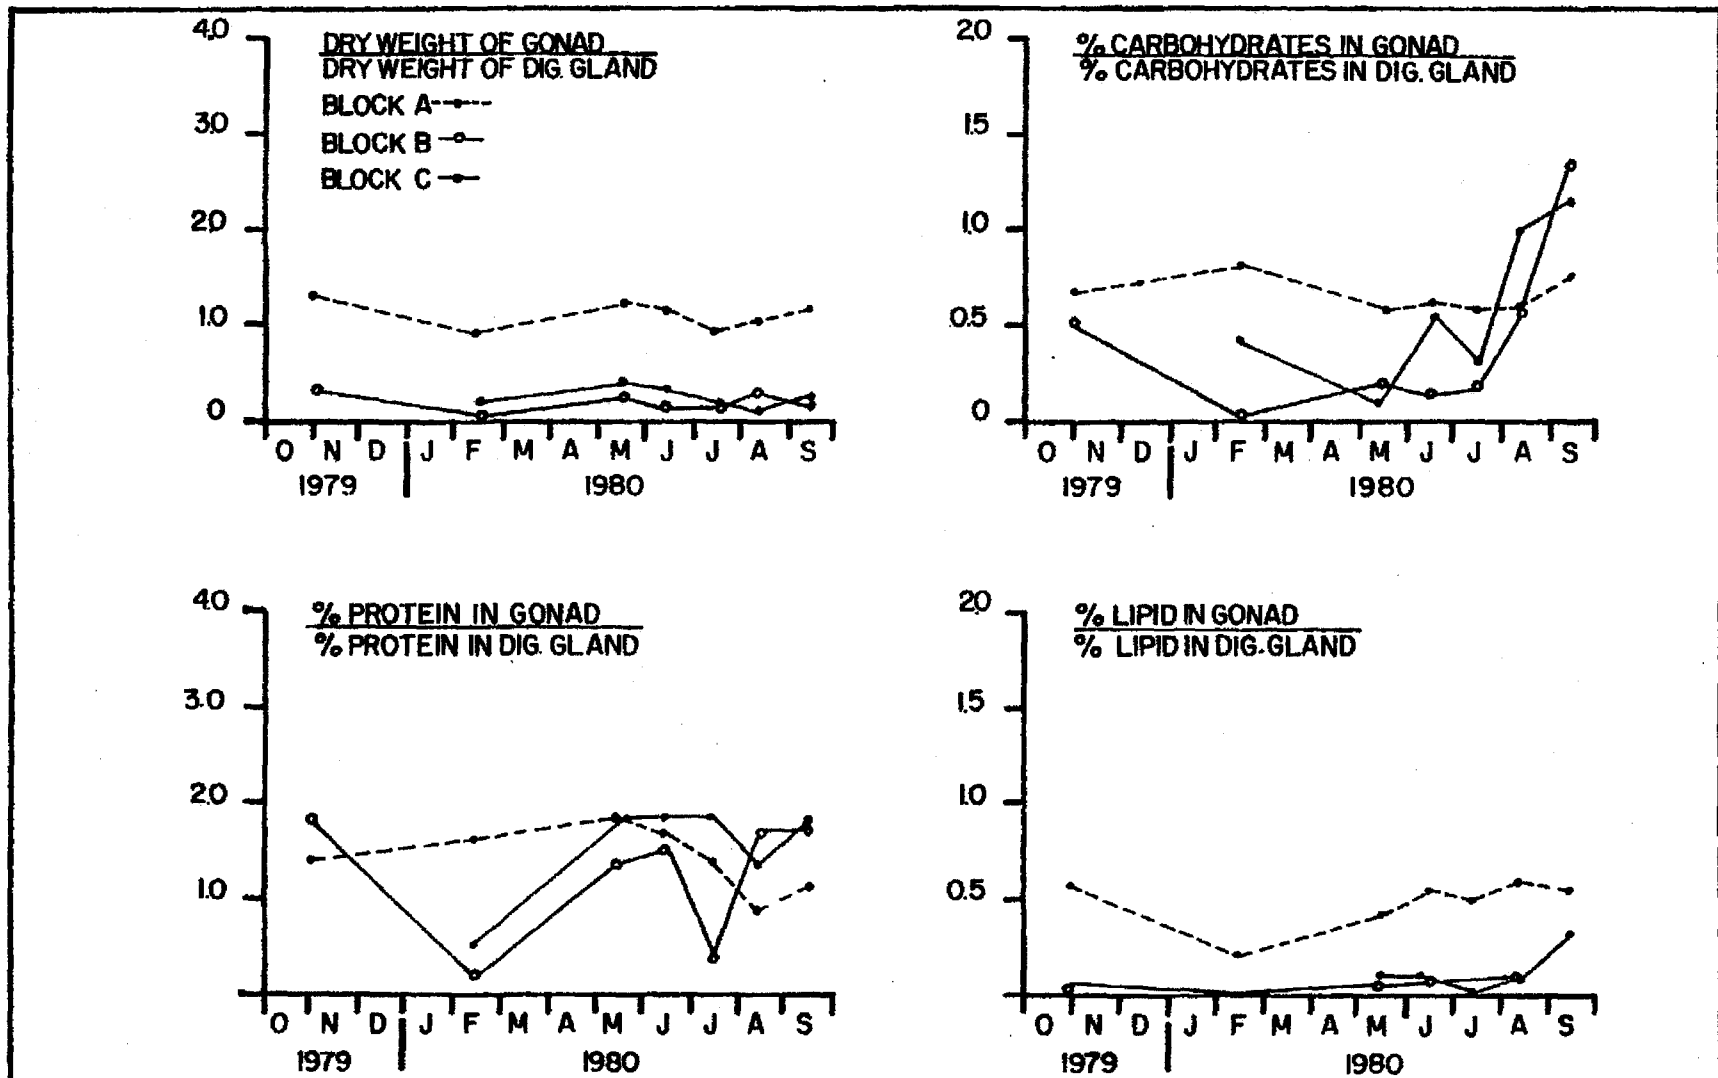 DRY WEIGHT OF GONAD
DRY WEIGHT OF DIG. GLAND
BLOCK A
BLOCK B
BLOCK C
4.0
3.0
2.0
1.0
0
O N D J F M A M J J A S
1979 1980
% CARBOHYDRATES IN GONAD
% CARBOHYDRATES IN DIG. GLAND
2.0
1.5
1.0
0.5
0
O N D J F M A M J J A S
1979 1980
% PROTEIN IN GONAD
% PROTEIN IN DIG. GLAND
4.0
3.0
2.0
1.0
O N D J F M A M J J A S
1979 1980
% LIPID IN GONAD
% LIPID IN DIG. GLAND
2.0
1.5
1.0
0.5
O N D J F M A M J J A S
1979 1980